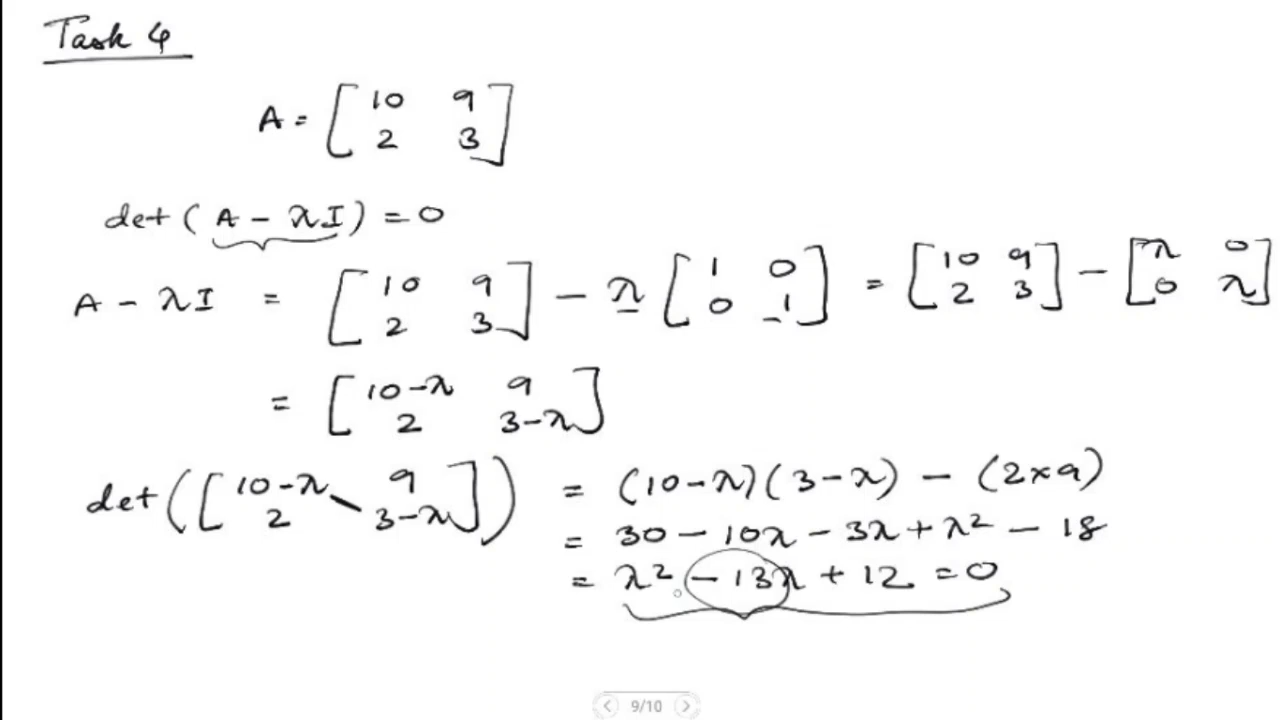 Task 4
A = [ 10 9
2 3 ]
det ( A - λI ) = 0
A - λI = [ 10 9 ; 2 3 ] - λ [ 1 0 ; 0 1 ] = [ 10 9 ; 2 3 ] - [ λ 0 ; 0 λ ]
= [ 10-λ 9 ; 2 3-λ ]
det ( [ 10-λ 9 ; 2 3-λ ] ) = (10-λ)(3-λ) - (2×9)
= 30 - 10λ - 3λ + λ² - 18
= λ² - 13λ + 12 = 0
9/10